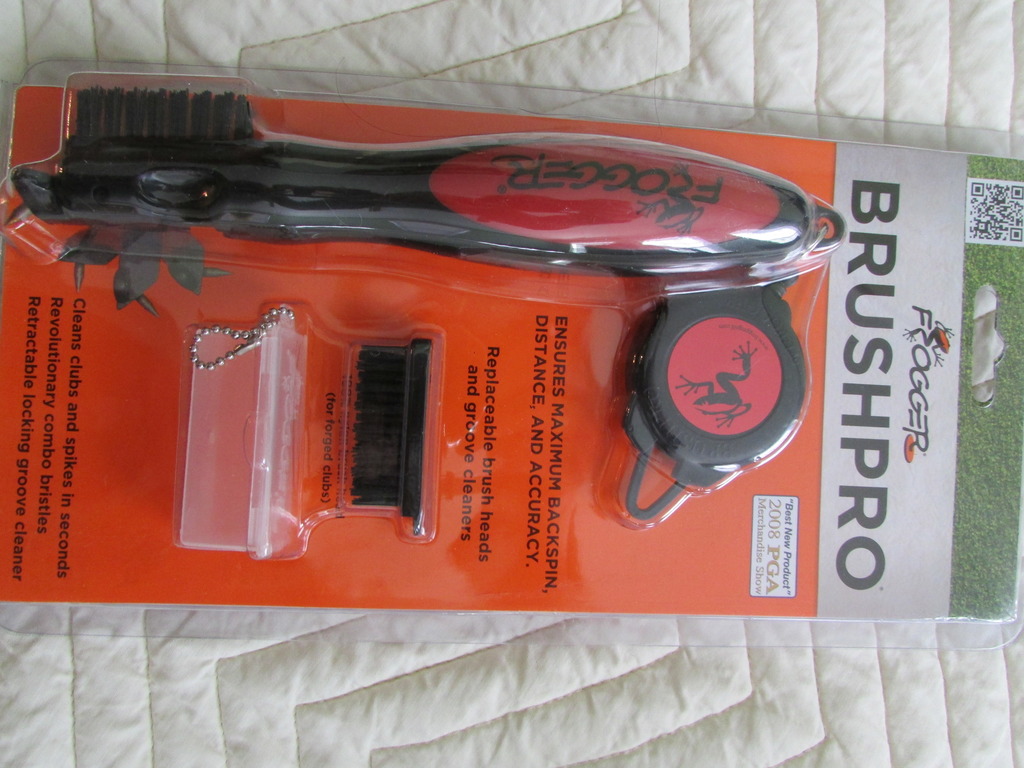 FROGGER®
BRUSHPRO
"Best New Product"
2008 PGA
Merchandise Show
FROGGER®
ENSURES MAXIMUM BACKSPIN,
DISTANCE, AND ACCURACY.
Replaceable brush heads
and groove cleaners
(for forged clubs)
Cleans clubs and spikes in seconds
Revolutionary combo bristles
Retractable locking groove cleaner